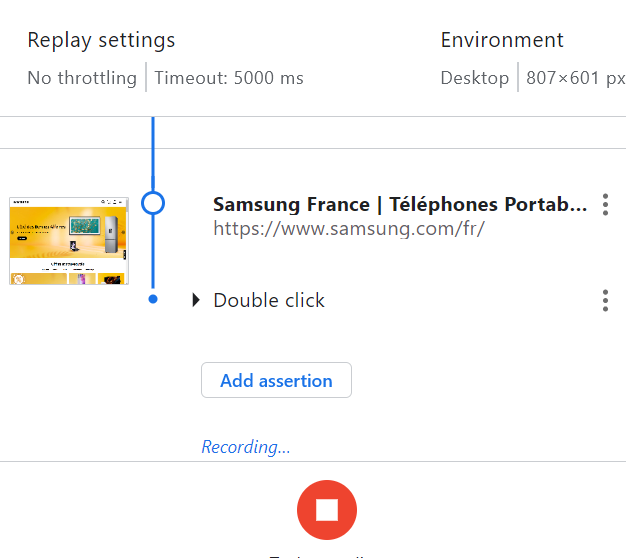 Replay settings
Environment
No throttling
Timeout: 5000 ms
Desktop
807×601 px
Samsung France | Téléphones Portab...
https://www.samsung.com/fr/
Double click
Add assertion
Recording...